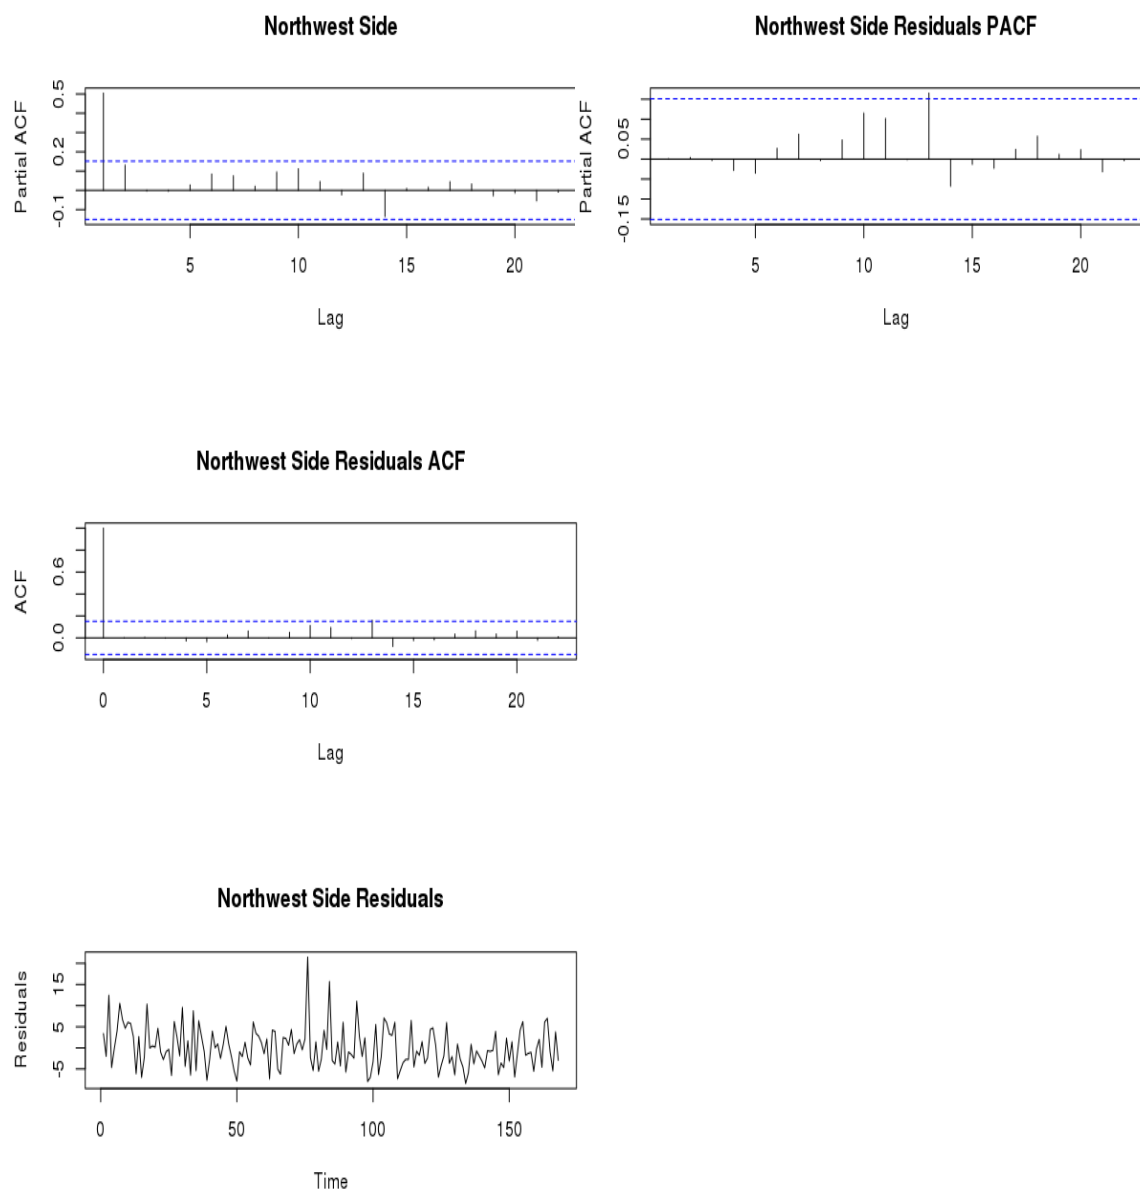 Northwest Side
Partial ACF
0.5
0.2
-0.1
5 10 15 20
Lag
Northwest Side Residuals PACF
Partial ACF
0.05
-0.15
5 10 15 20
Lag
Northwest Side Residuals ACF
ACF
0.6
0.0
0 5 10 15 20
Lag
Northwest Side Residuals
Residuals
15
5
-5
0 50 100 150
Time